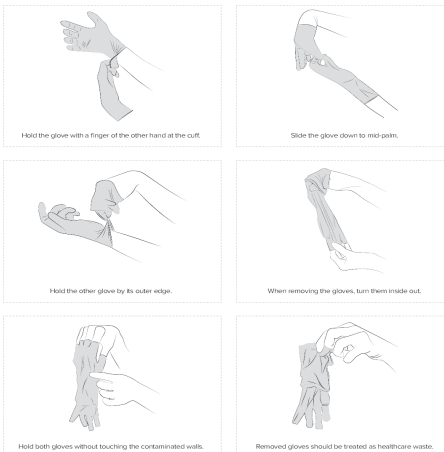 Hold the glove with a finger of the other hand at the cuff.
Slide the glove down to mid-palm.
Hold the other glove by its outer edge.
When removing the gloves, turn them inside out.
Hold both gloves without touching the contaminated walls.
Removed gloves should be treated as healthcare waste.